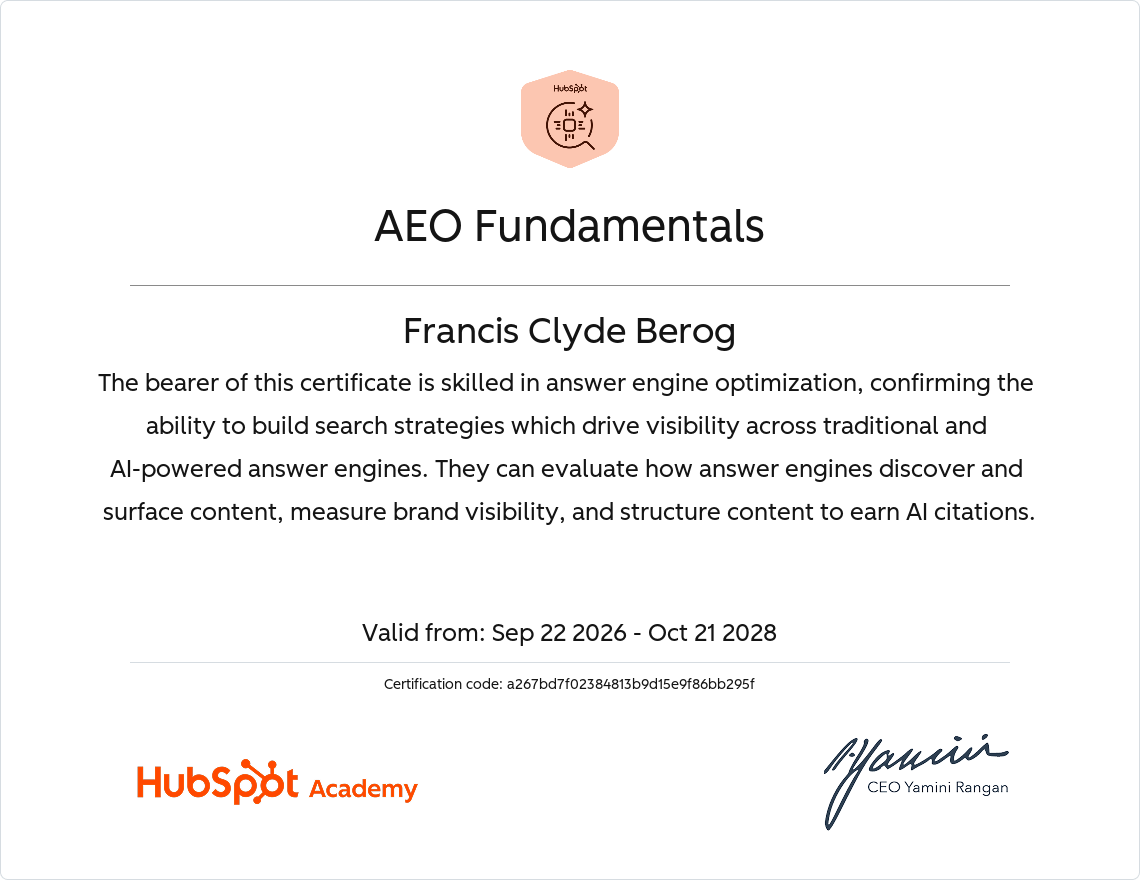 HubSpot
AEO Fundamentals
Francis Clyde Berog
The bearer of this certificate is skilled in answer engine optimization, confirming the
ability to build search strategies which drive visibility across traditional and
AI-powered answer engines. They can evaluate how answer engines discover and
surface content, measure brand visibility, and structure content to earn AI citations.
Valid from: Sep 22 2026 - Oct 21 2028
Certification code: a267bd7f02384813b9d15e9f86bb295f
HubSpot Academy
Yamini
CEO Yamini Rangan